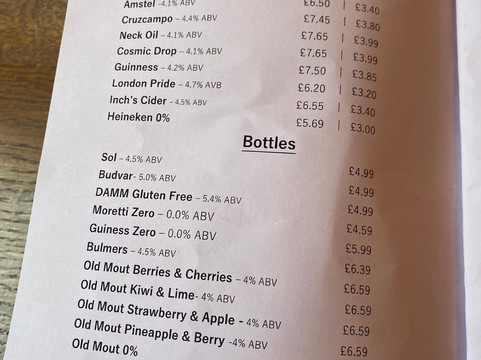 Amstel - 4.1% ABV £6.50 | £3.40
Cruzcampo – 4.4% ABV £7.45 | £3.80
Neck Oil – 4.1% ABV £7.65 | £3.99
Cosmic Drop – 4.1% ABV £7.65 | £3.99
Guinness – 4.2% ABV £7.50 | £3.85
London Pride – 4.7% AVB £6.20 | £3.20
Inch's Cider – 4.5% ABV £6.55 | £3.40
Heineken 0% £5.69 | £3.00
Bottles
Sol – 4.5% ABV £4.99
Budvar- 5.0% ABV £4.99
DAMM Gluten Free – 5.4% ABV £4.99
Moretti Zero – 0.0% ABV £4.59
Guiness Zero – 0.0% ABV £5.99
Bulmers – 4.5% ABV £6.39
Old Mout Berries & Cherries – 4% ABV £6.59
Old Mout Kiwi & Lime- 4% ABV £6.59
Old Mout Strawberry & Apple - 4% ABV £6.59
Old Mout Pineapple & Berry -4% ABV £6.59
Old Mout 0%